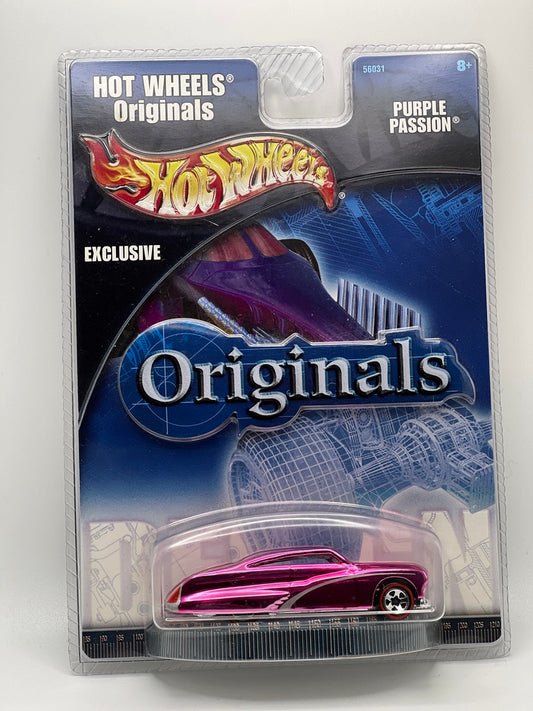 HOT WHEELS®
Originals
56031
8+
PURPLE
PASSION®
Hot Wheels
®
EXCLUSIVE
Originals